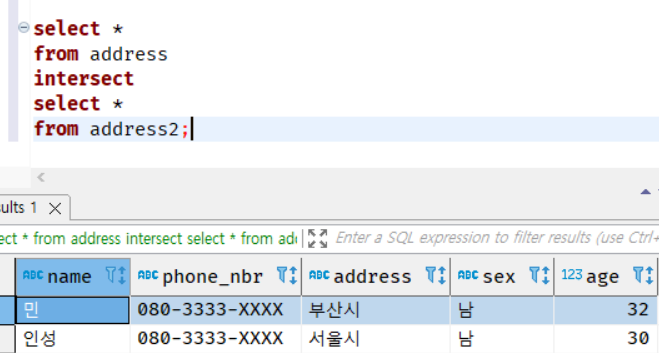 select *
from address
intersect
select *
from address2;
ults 1
ect * from address intersect select * from add Enter a SQL expression to filter results (use Ctrl+
ABC name ABC phone_nbr ABC address ABC sex 123 age
민 080-3333-XXXX 부산시 남 32
인성 080-3333-XXXX 서울시 남 30